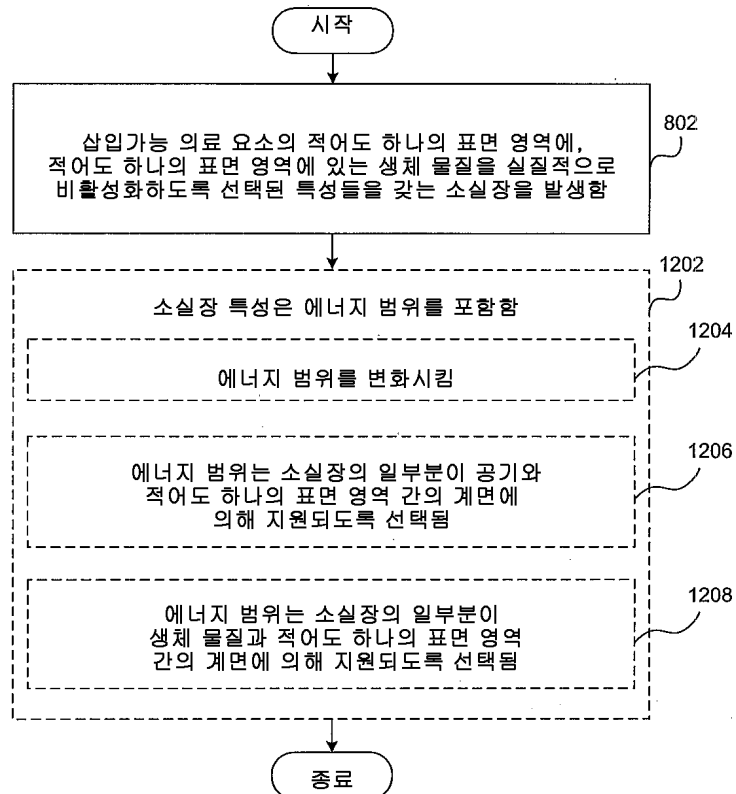 시작
삽입가능 의료 요소의 적어도 하나의 표면 영역에,
적어도 하나의 표면 영역에 있는 생체 물질을 실질적으로
비활성화하도록 선택된 특성들을 갖는 소실장을 발생함
802
1202
소실장 특성은 에너지 범위를 포함함
1204
에너지 범위를 변화시킴
1206
에너지 범위는 소실장의 일부분이 공기와
적어도 하나의 표면 영역 간의 계면에
의해 지원되도록 선택됨
1208
에너지 범위는 소실장의 일부분이
생체 물질과 적어도 하나의 표면 영역
간의 계면에 의해 지원되도록 선택됨
종료